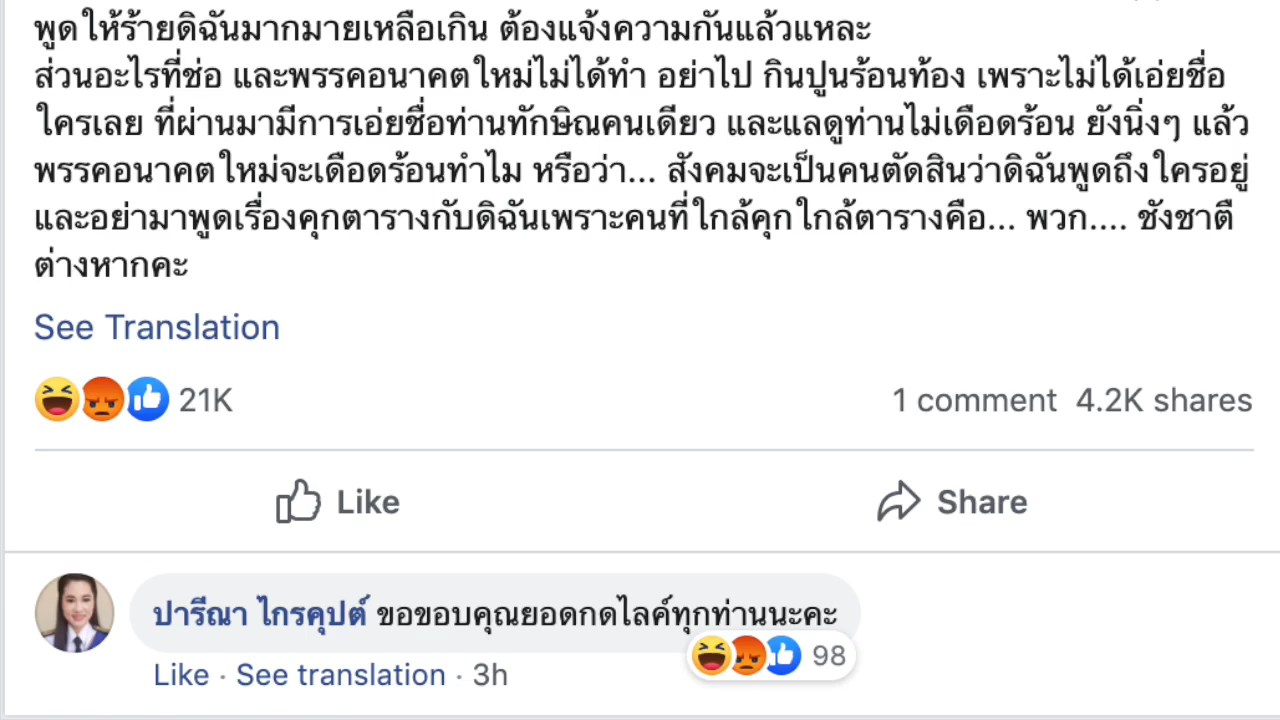 พูดให้ร้ายดิฉันมากมายเหลือเกิน ต้องแจ้งความกันแล้วแหละ
ส่วนอะไรที่ช่อ และพรรคอนาคตใหม่ไม่ได้ทำ อย่าไป กินปูนร้อนท้อง เพราะไม่ได้เอ่ยชื่อ
ใครเลย ที่ผ่านมามีการเอ่ยชื่อท่านทักษิณคนเดียว และแลดูท่านไม่เดือดร้อน ยังนิ่งๆ แล้ว
พรรคอนาคตใหม่จะเดือดร้อนทำไม หรือว่า... สังคมจะเป็นคนตัดสินว่าดิฉันพูดถึงใครอยู่
และอย่ามาพูดเรื่องคุกตารางกับดิฉันเพราะคนที่ใกล้คุกใกล้ตารางคือ... พวก.... ชังชาตื
ต่างหากคะ
See Translation
21K
1 comment 4.2K shares
Like
Share
ปารีณา ไกรคุปต์ ขอขอบคุณยอดกดไลค์ทุกท่านนะคะ
98
Like · See translation · 3h